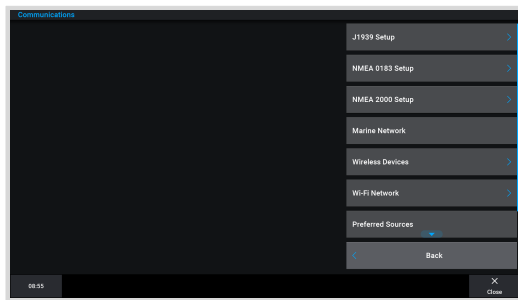 Communications
J1939 Setup
NMEA 0183 Setup
NMEA 2000 Setup
Marine Network
Wireless Devices
Wi-Fi Network
Preferred Sources
Back
08:55
Close